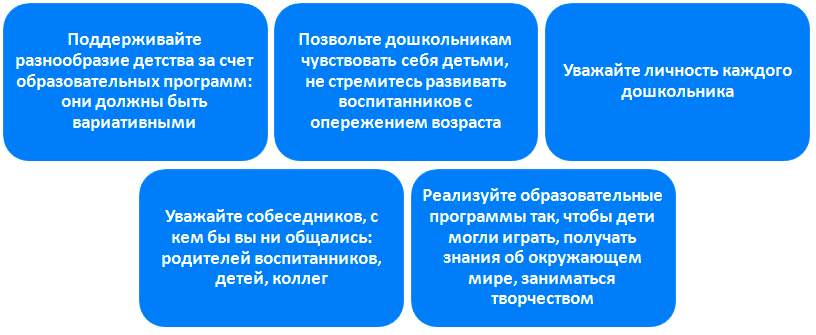 Поддерживайте
разнообразие детства за счет
образовательных программ:
они должны быть
вариативными
Позвольте дошкольникам
чувствовать себя детьми,
не стремитесь развивать
воспитанников с
опережением возраста
Уважайте личность каждого
дошкольника
Уважайте собеседников, с
кем бы вы ни общались:
родителей воспитанников,
детей, коллег
Реализуйте образовательные
программы так, чтобы дети
могли играть, получать
знания об окружающем
мире, заниматься
творчеством